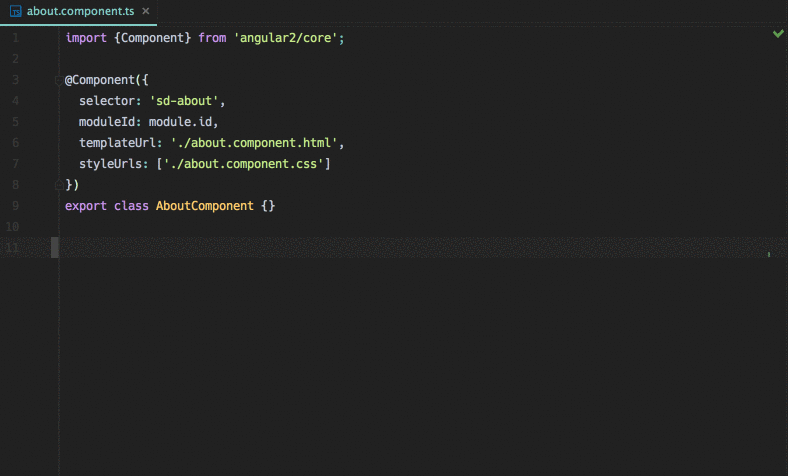 TS about.component.ts ×
1 import {Component} from 'angular2/core';
2
3 @Component({
4 selector: 'sd-about',
5 moduleId: module.id,
6 templateUrl: './about.component.html',
7 styleUrls: ['./about.component.css']
8 })
9 export class AboutComponent {}
10
11